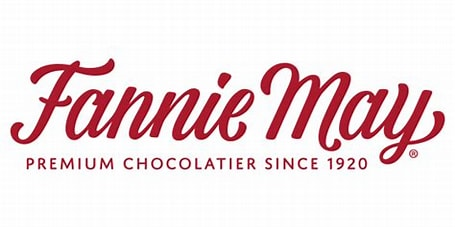 Fannie May®
PREMIUM CHOCOLATIER SINCE 1920